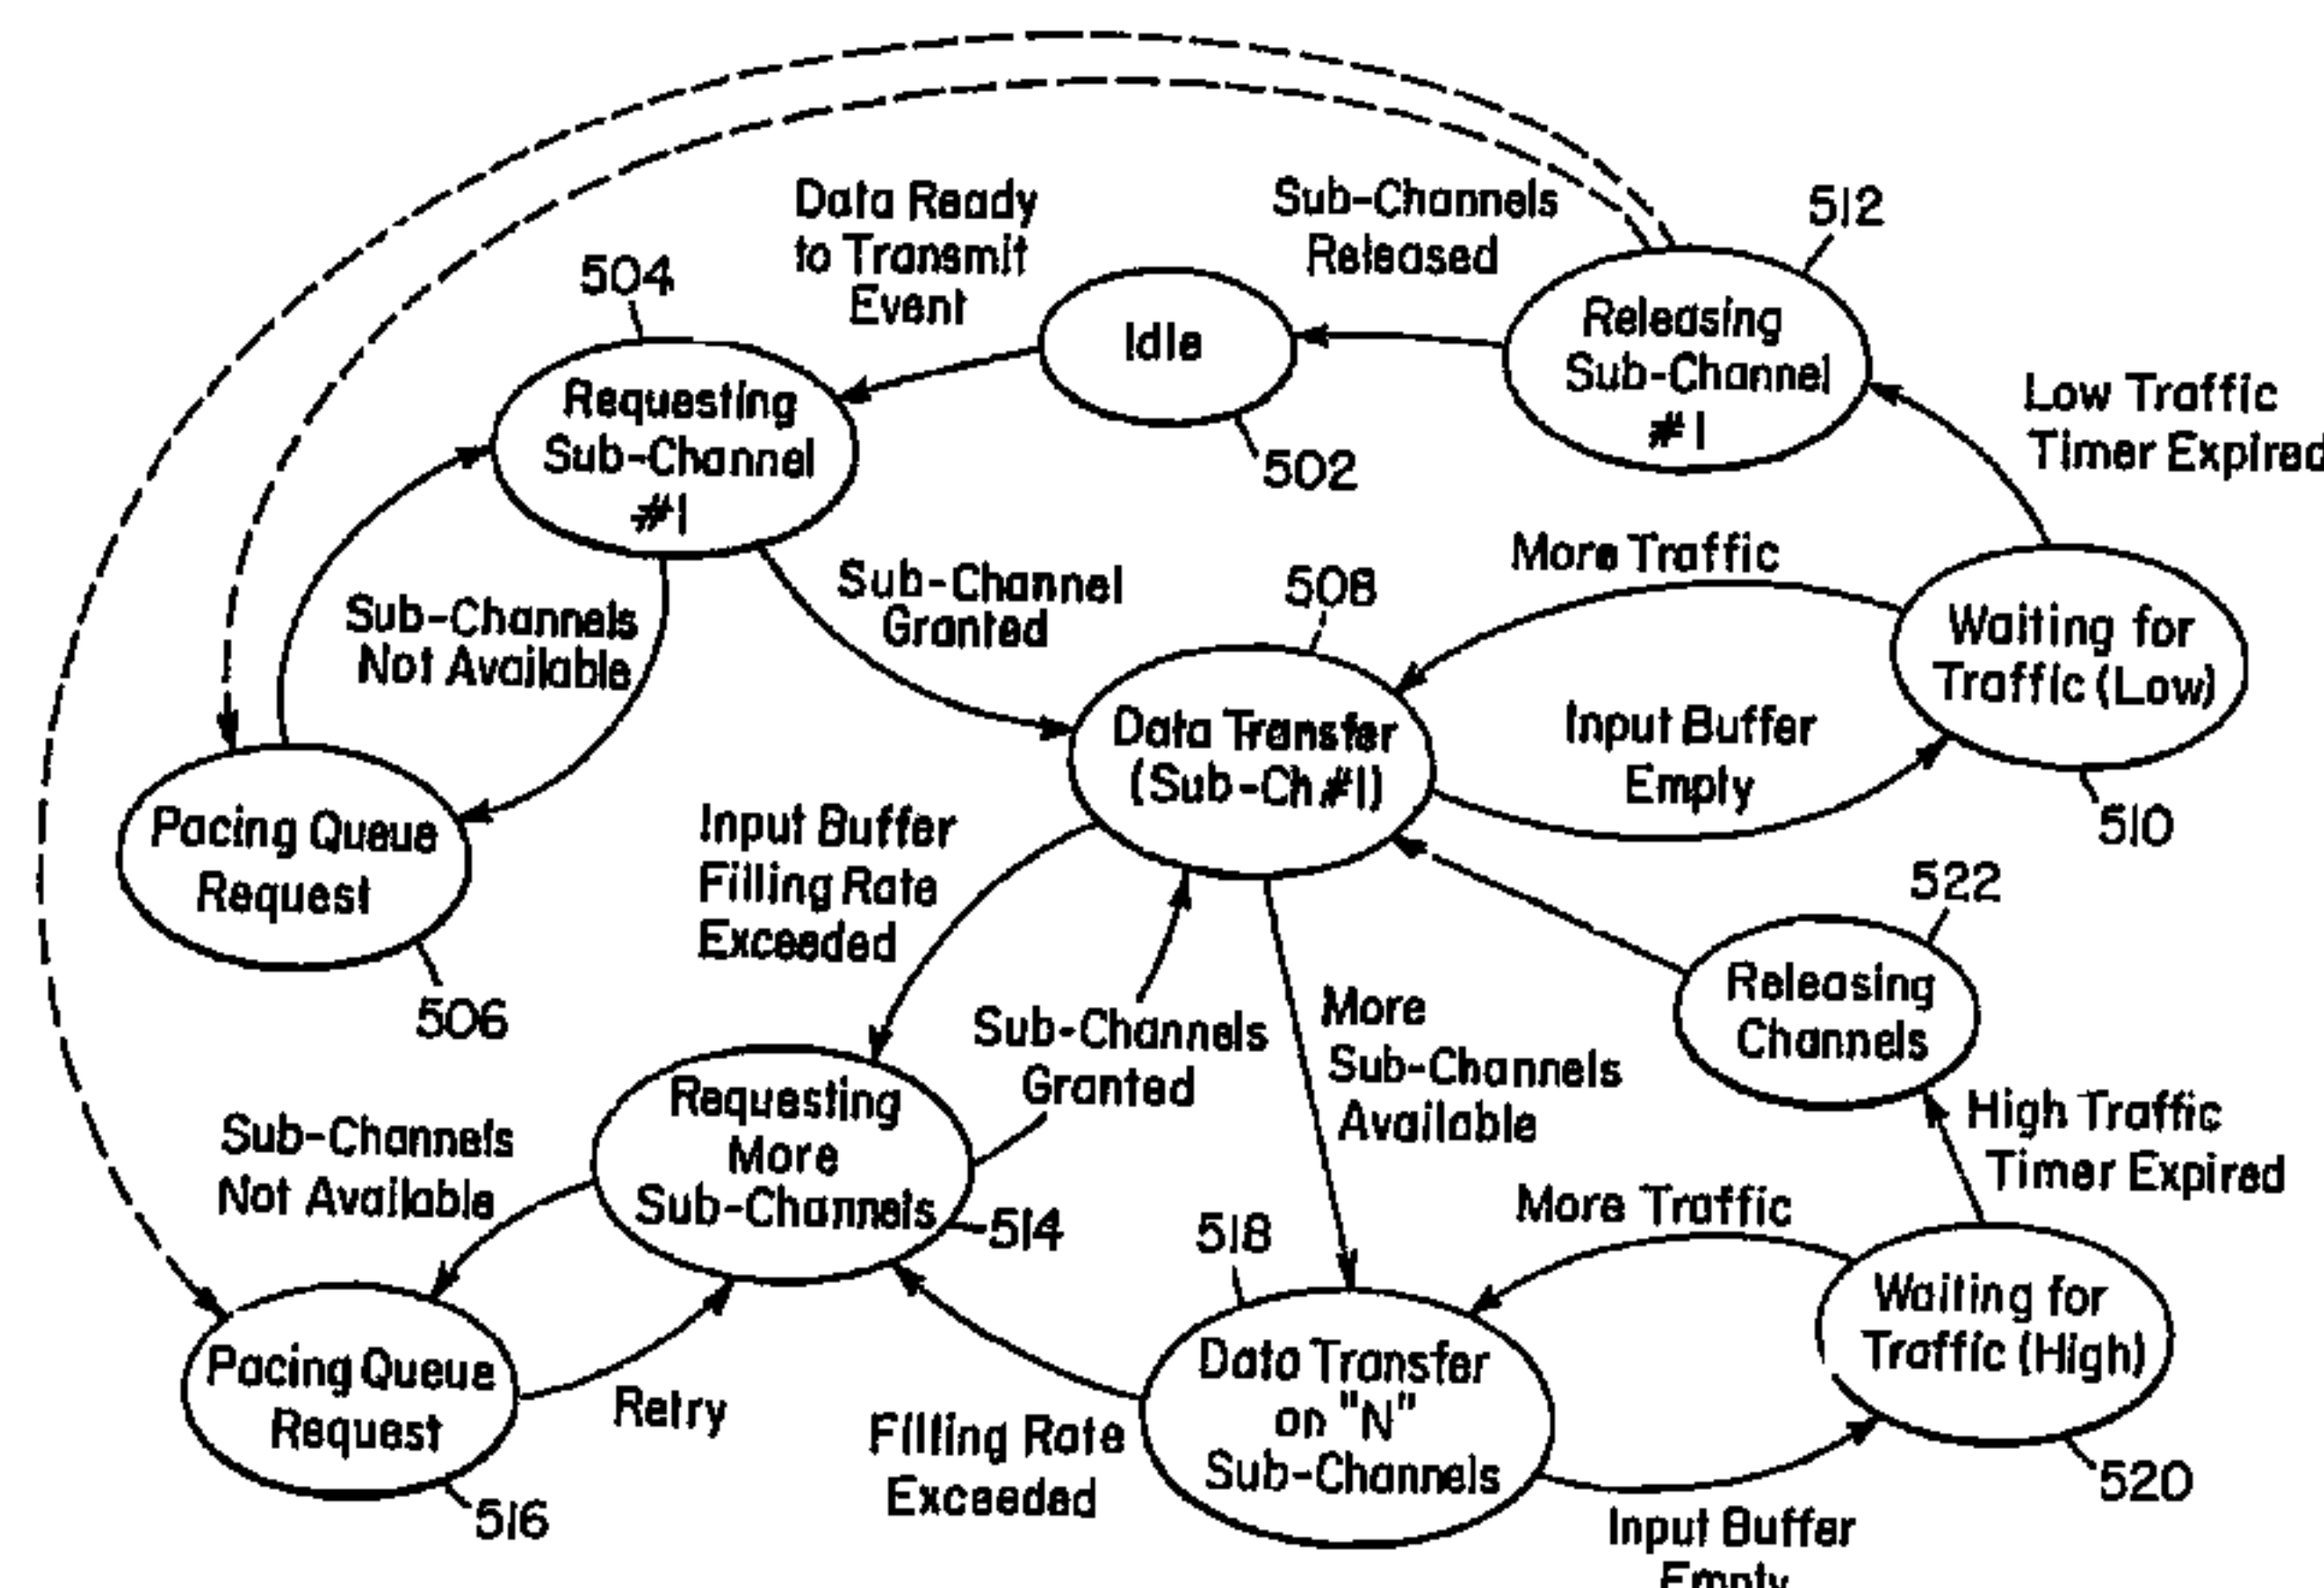 Data Ready
to Transmit
Event
Sub-Channels
Released
512
504
Idle
Releasing
Sub-Channel
#1
Requesting
Sub-Channel
#1
502
Low Traffic
Timer Expired
More Traffic
Sub-Channel
Granted
508
Sub-Channels
Not Available
Waiting for
Traffic (Low)
Data Transfer
(Sub-Ch#1)
Input Buffer
Empty
510
Pacing Queue
Request
506
Input Buffer
Filling Rate
Exceeded
522
Releasing
Channels
Sub-Channels
Granted
More
Sub-Channels
Available
Requesting
More
Sub-Channels
514
High Traffic
Timer Expired
Sub-Channels
Not Available
More Traffic
518
Waiting for
Traffic (High)
Pacing Queue
Request
516
Retry
Filling Rate
Exceeded
Data Transfer
on "N"
Sub-Channels
520
Input Buffer
Empty